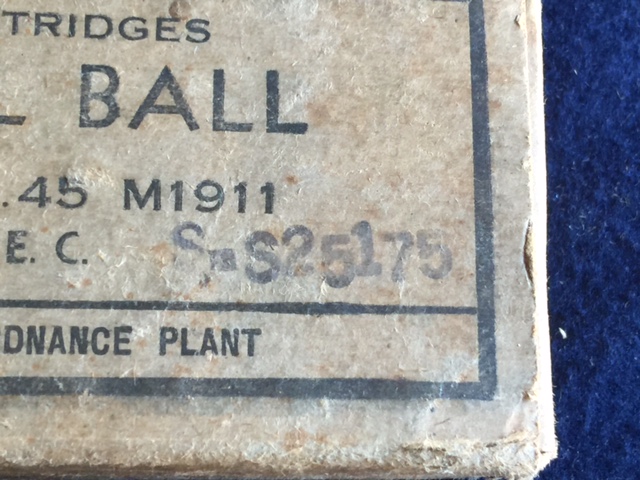 TRIDGES
L BALL
.45 M1911
E. C. S.-S25175
DNANCE PLANT